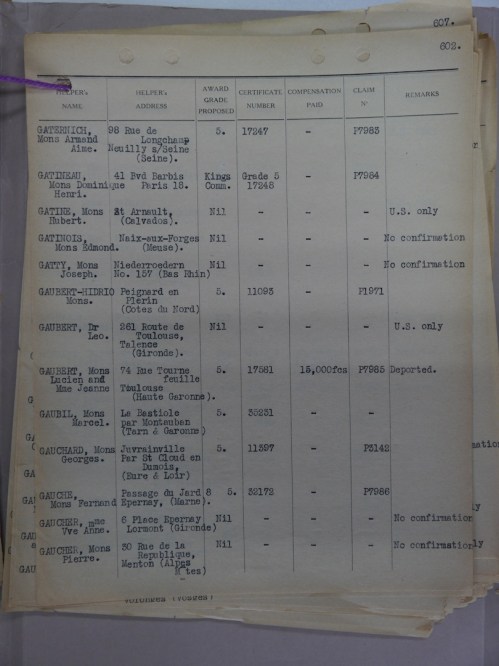 607.
602.
HELPER's NAME HELPER's ADDRESS AWARD GRADE PROPOSED CERTIFICATE NUMBER COMPENSATION PAID CLAIM Nº REMARKS
GATERNICH, 98 Rue de 5. 17247 - P7983
Mons Armand Longchamp
Aime. Neuilly s/Seine
(Seine).
GATINEAU, 41 Bvd Barbis Kings Grade 5 - P7984
Mons Dominique Paris 18. Comm. 17248
Henri.
GATINE, Mons St Arnault, Nil - - - U.S. only
Hubert. (Calvados).
GATINOIS, Naix-aux-Forges Nil - - - No confirmation
Mons Edmond. (Meuse).
GATTY, Mons Niederroedern Nil - - - No confirmation
Joseph. No. 157 (Bas Rhin)
GAUBERT-HIDRIO Peignard en 5. 11093 - P1971
Mons. Plerin
(Cotes du Nord)
GAUBERT, Dr 261 Route de Nil - - - U.S. only
Leo. Toulouse,
Talence
(Gironde).
GAUBERT, Mons 74 Rue Tourne 5. 17581 15,000fcs P7985 Deported.
Lucien and feuille
Mme Jeanne Toulouse
(Haute Garonne).
GAUBIL, Mons La Bastiole 5. 35231 - -
Marcel. par Montauban
(Tarn & Garonne)
GAUCHARD, Mons Juvrainville 5. 11397 - P3142
Georges. Par St Cloud en
Dumois,
(Eure & Loir)
GAUCHE, Passage du Jard 8 5. 32172 - P7986
Mons Fernand Epernay, (Marne).
GAUCHER, mme 6 Place Epernay Nil - - - No confirmation
Vve Anne. Lormont (Gironde)
GAUCHER, Mons 30 Rue de la Nil - - - No confirmation
Pierre. Republique,
Menton (Alpes
M tes)